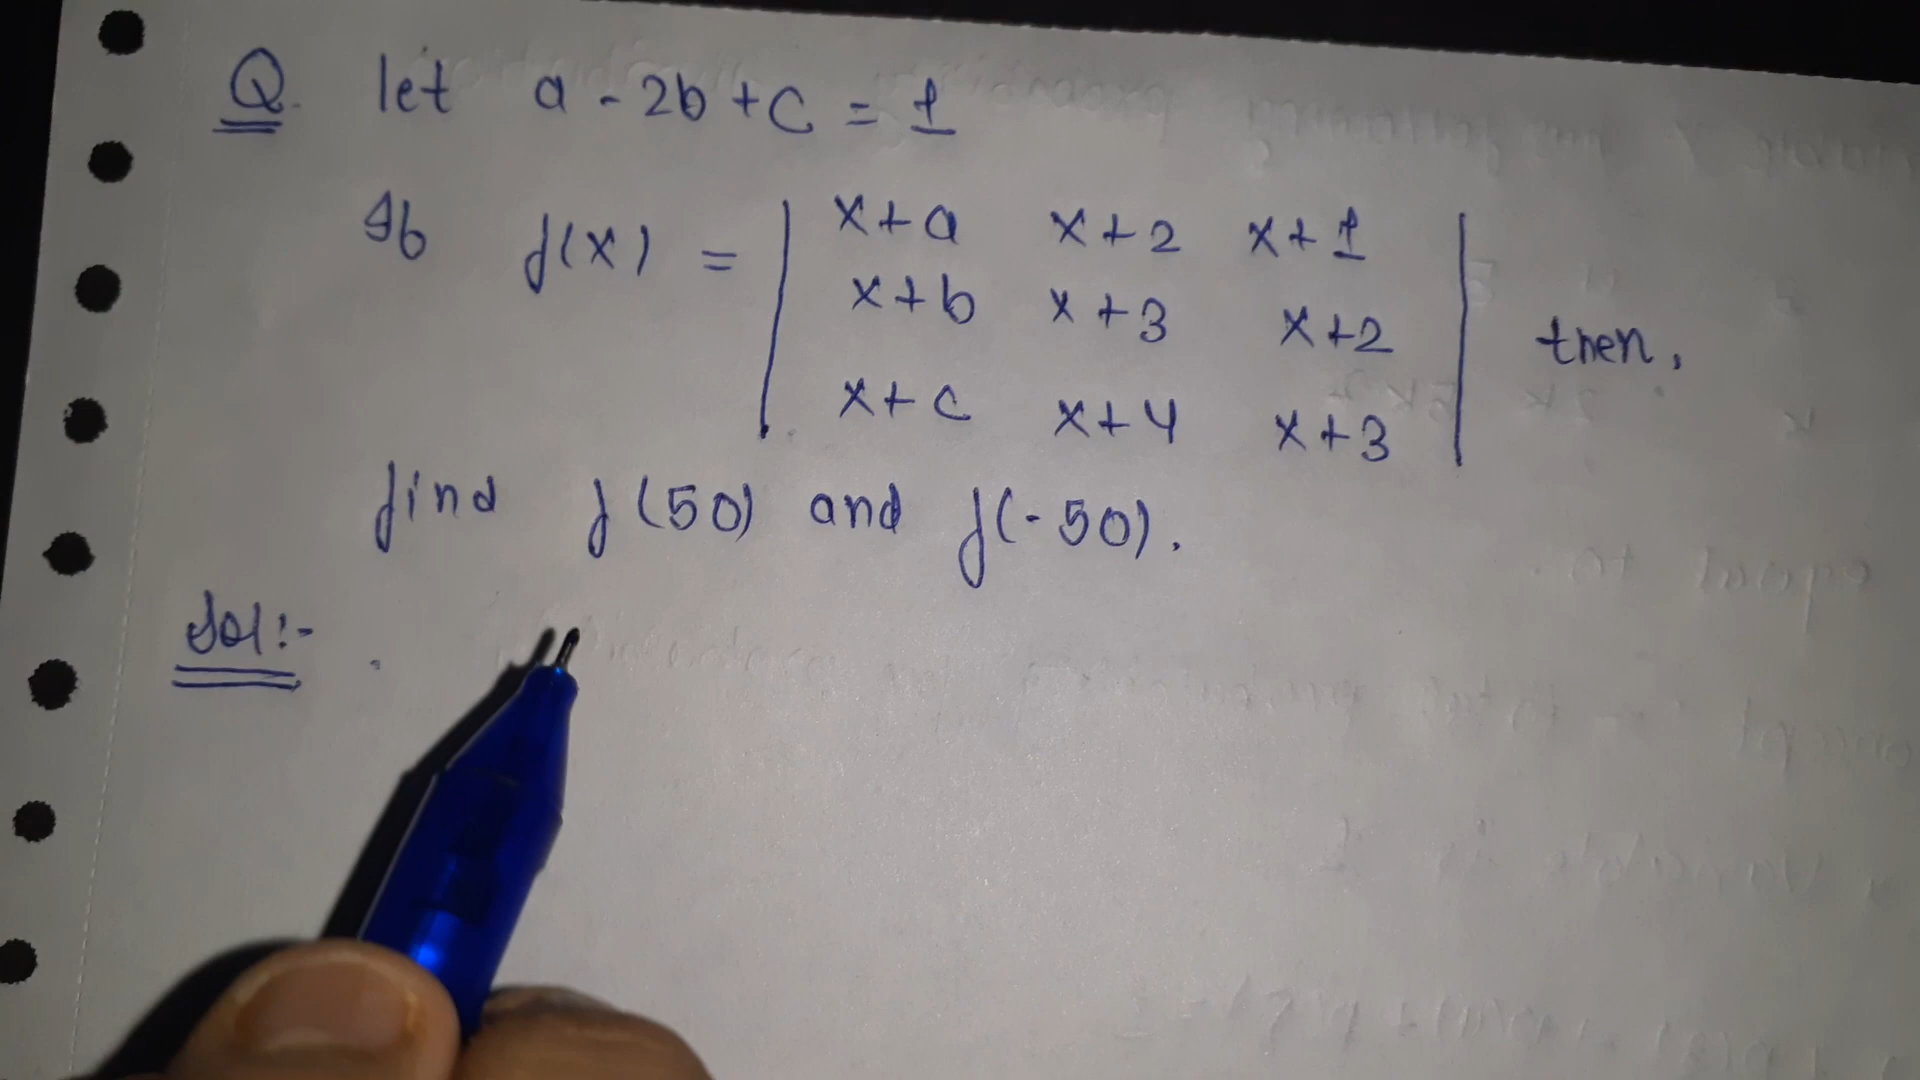 Q. let a - 2b + c = 1
If f(x) = | x+a x+2 x+1 |
| x+b x+3 x+2 | then,
| x+c x+4 x+3 |
find f(50) and f(-50).
Sol:-